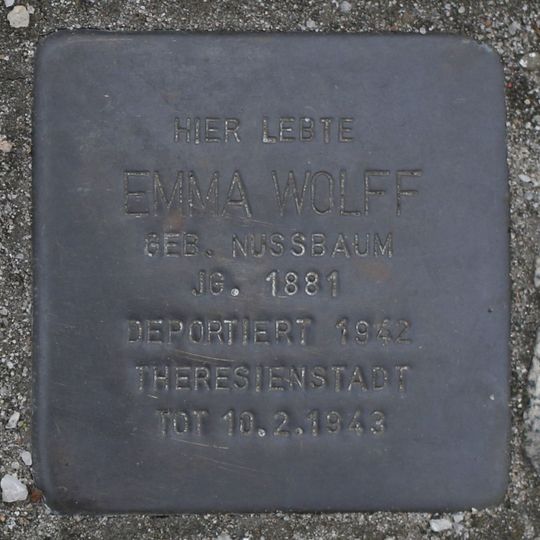 HIER LEBTE
EMMA WOLFF
GEB. NUSSBAUM
JG. 1881
DEPORTIERT 1942
THERESIENSTADT
TOT 10.2.1943